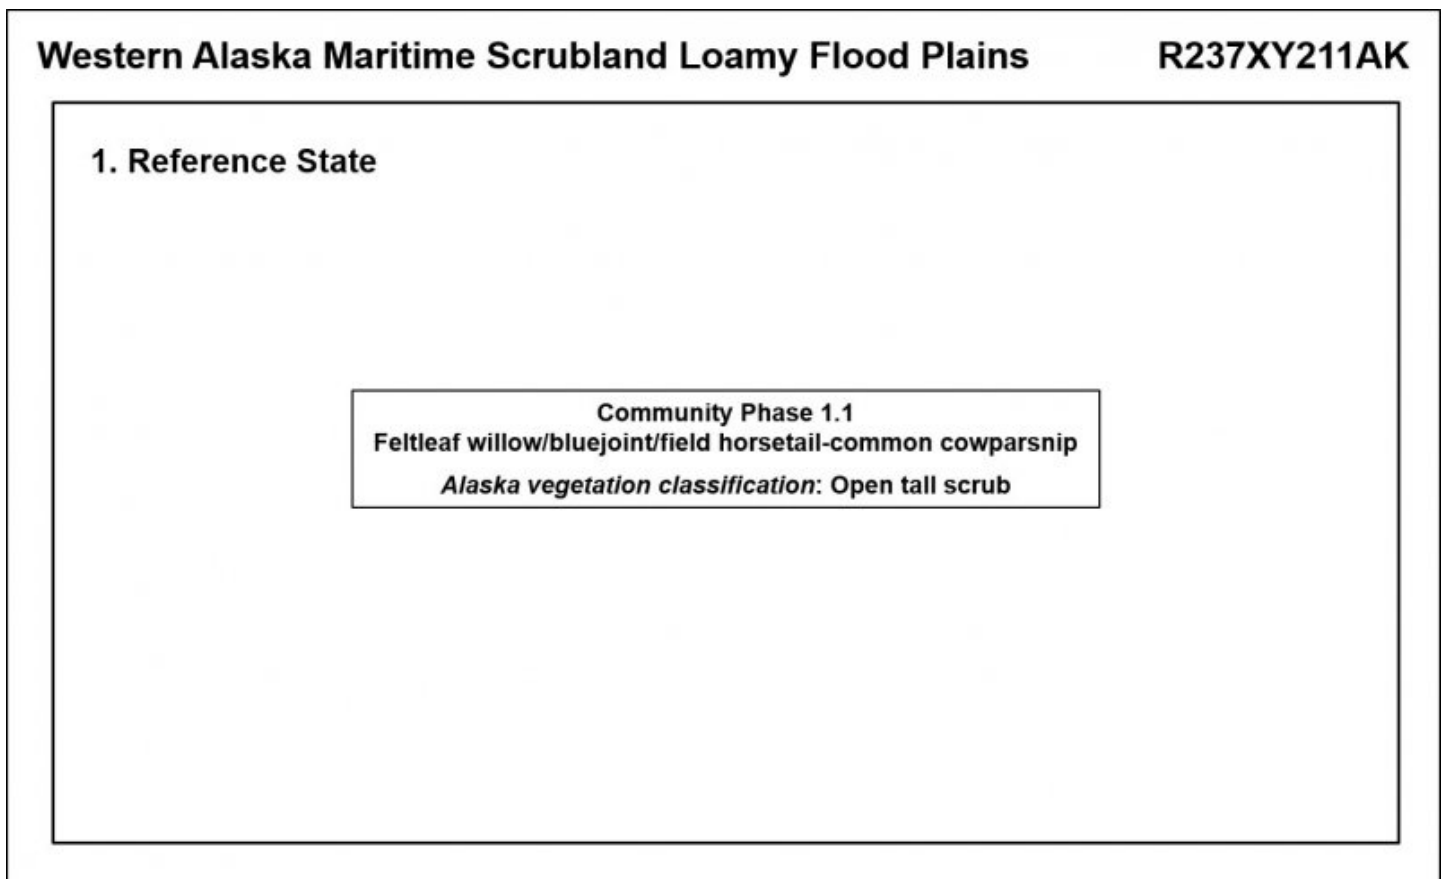 Western Alaska Maritime Scrubland Loamy Flood Plains R237XY211AK
1. Reference State
Community Phase 1.1
Feltleaf willow/bluejoint/field horsetail-common cowparsnip
Alaska vegetation classification: Open tall scrub